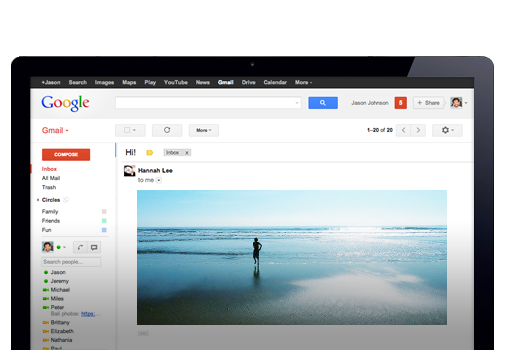 +Jason Search Images Maps Play YouTube News Gmail Drive Calendar More
Google
Jason Johnson 5 + Share
Gmail
More
1–20 of 20
COMPOSE
Hi! Inbox x
Inbox
All Mail
Trash
Hannah Lee
to me
Circles
Family
Friends
Fun
Search people...
Jason
Jeremy
Michael
Miles
Peter
Bali photos: https:...
Brittany
Elizabeth
Nathania
Paul